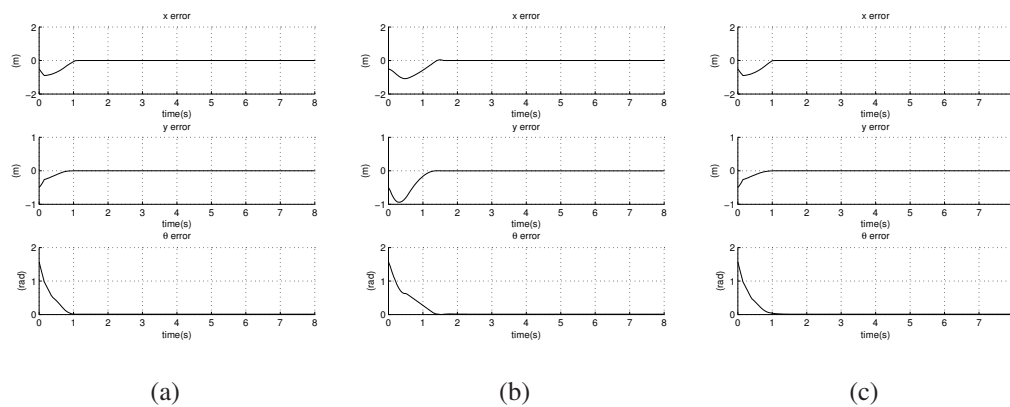 x error
2
0
−2
(m)
0 1 2 3 4 5 6 7 8
time(s)
y error
1
0
−1
(m)
0 1 2 3 4 5 6 7 8
time(s)
θ error
2
1
0
(rad)
0 1 2 3 4 5 6 7 8
time(s)
(a)
x error
2
0
−2
(m)
0 1 2 3 4 5 6 7 8
time(s)
y error
1
0
−1
(m)
0 1 2 3 4 5 6 7 8
time(s)
θ error
2
1
0
(rad)
0 1 2 3 4 5 6 7 8
time(s)
(b)
x error
2
0
−2
(m)
0 1 2 3 4 5 6 7
time(s)
y error
1
0
−1
(m)
0 1 2 3 4 5 6 7
time(s)
θ error
2
1
0
(rad)
0 1 2 3 4 5 6 7
time(s)
(c)